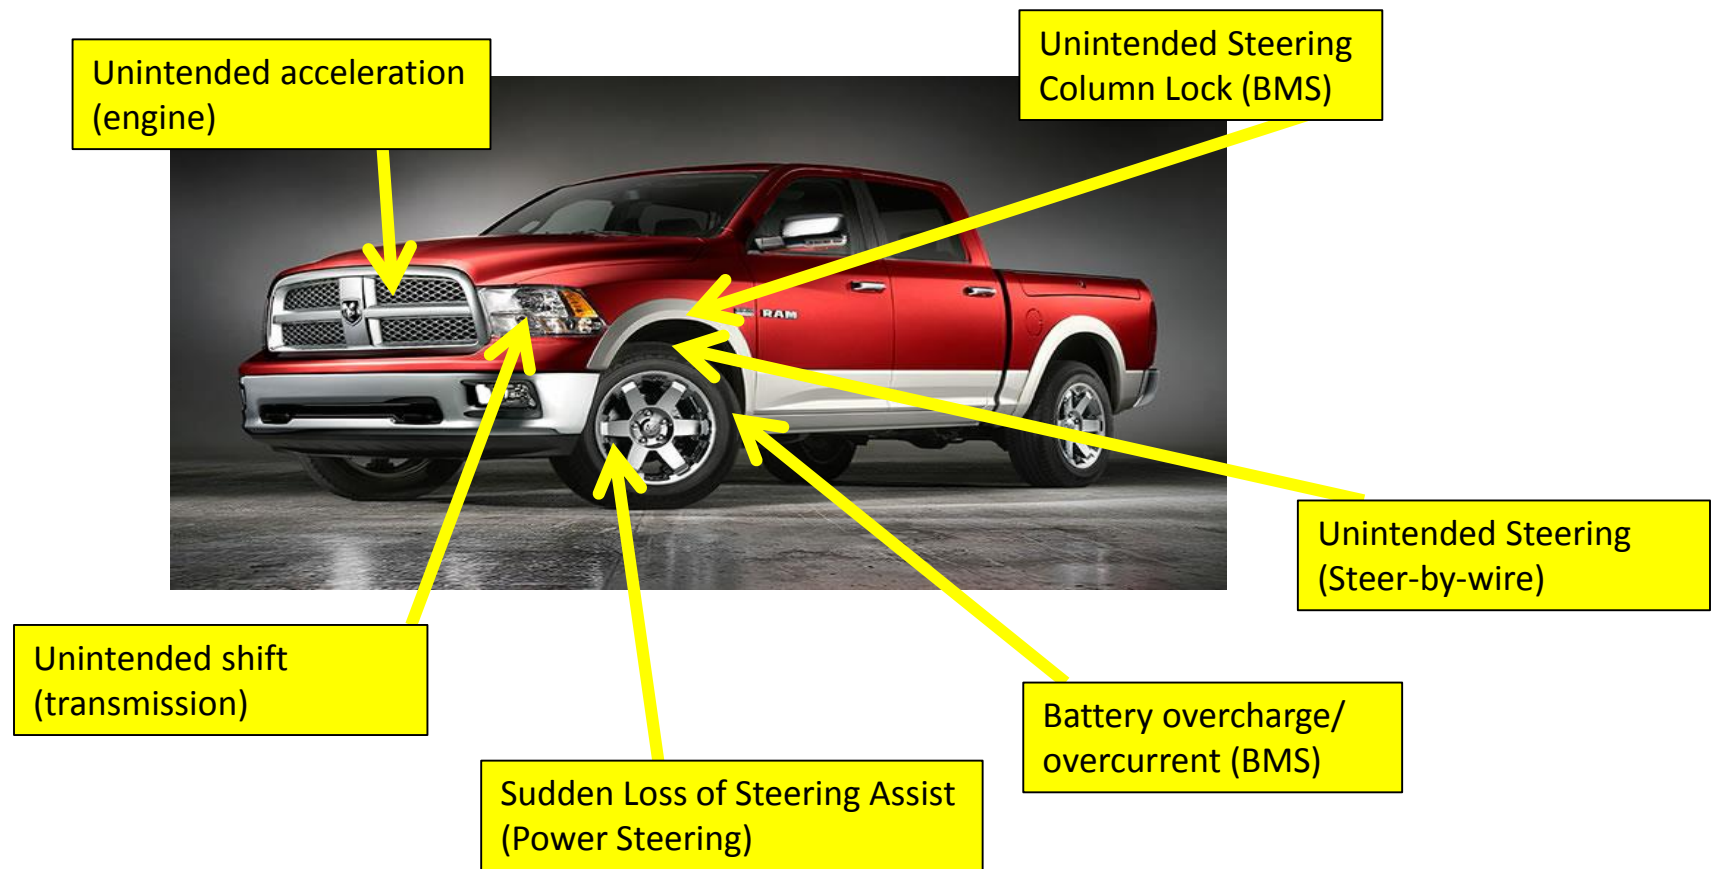 Unintended acceleration
(engine)
Unintended Steering
Column Lock (BMS)
RAM
Unintended Steering
(Steer-by-wire)
Unintended shift
(transmission)
Battery overcharge/
overcurrent (BMS)
Sudden Loss of Steering Assist
(Power Steering)